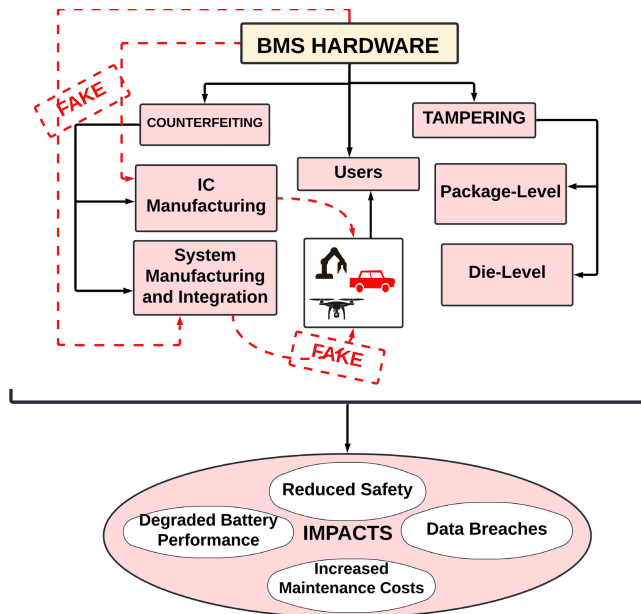 BMS HARDWARE
FAKE
COUNTERFEITING
TAMPERING
IC
Manufacturing
Users
Package-Level
System
Manufacturing
and Integration
Die-Level
FAKE
Reduced Safety
Degraded Battery
Performance
IMPACTS
Data Breaches
Increased
Maintenance Costs